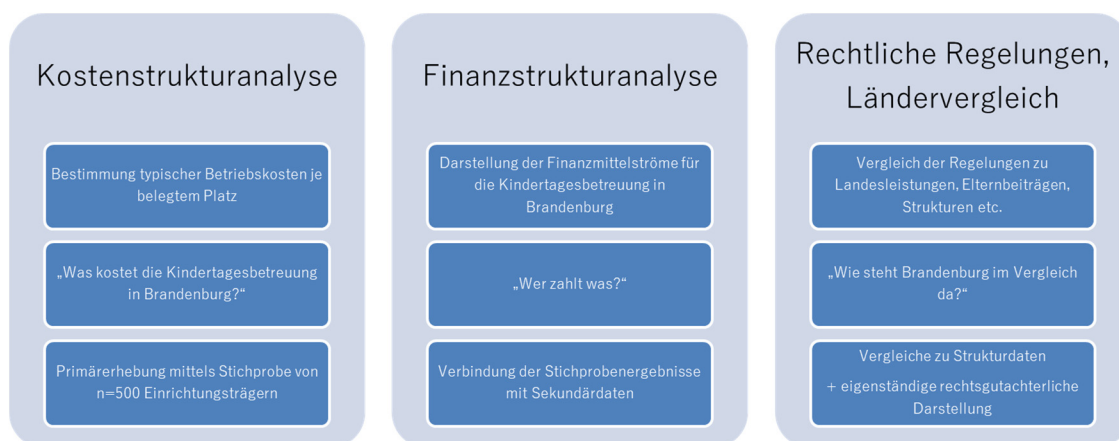 Kostenstrukturanalyse
Bestimmung typischer Betriebskosten je
belegtem Platz
„Was kostet die Kindertagesbetreuung
in Brandenburg?“
Primärerhebung mittels Stichprobe von
n=500 Einrichtungsträgern
Finanzstrukturanalyse
Darstellung der Finanzmittelströme für
die Kindertagesbetreuung in
Brandenburg
„Wer zahlt was?“
Verbindung der Stichprobenergebnisse
mit Sekundärdaten
Rechtliche Regelungen,
Ländervergleich
Vergleich der Regelungen zu
Landesleistungen, Elternbeiträgen,
Strukturen etc.
„Wie steht Brandenburg im Vergleich
da?“
Vergleiche zu Strukturdaten
+ eigenständige rechtsgutachterliche
Darstellung